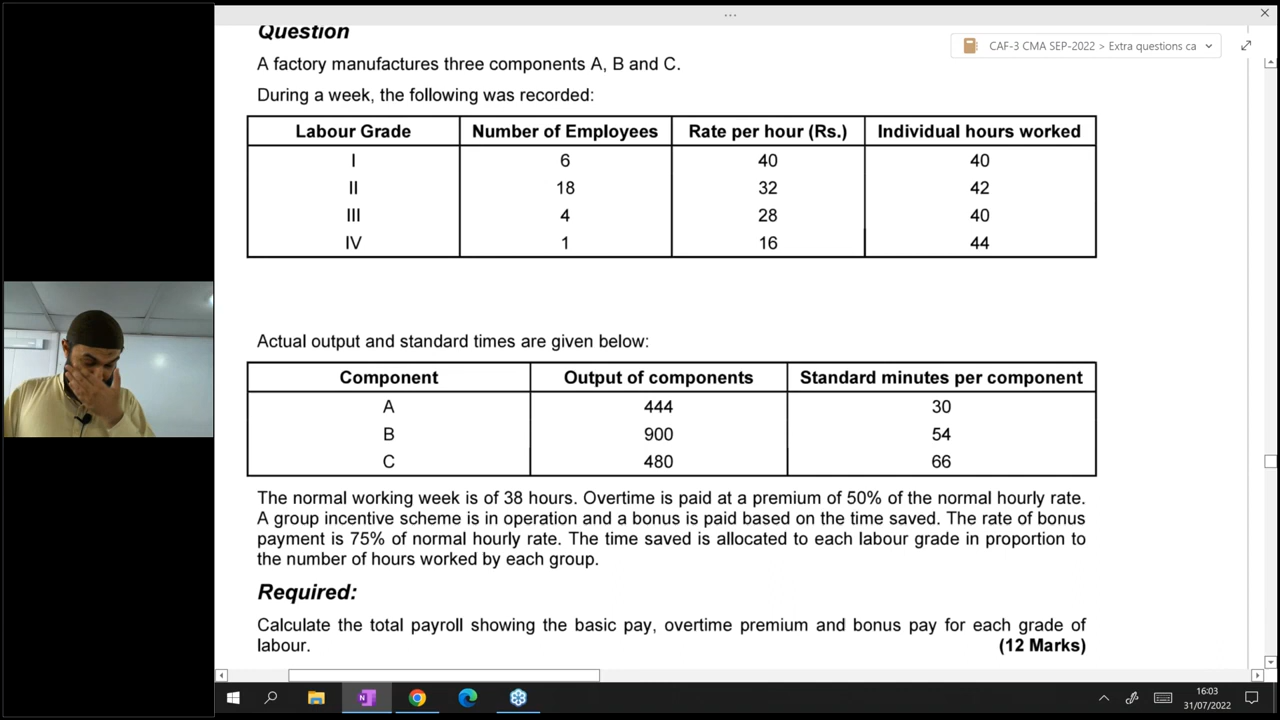 CAF-3 CMA SEP-2022 > Extra questions ca
Question
A factory manufactures three components A, B and C.
During a week, the following was recorded:
Labour Grade Number of Employees Rate per hour (Rs.) Individual hours worked
I 6 40 40
II 18 32 42
III 4 28 40
IV 1 16 44
Actual output and standard times are given below:
Component Output of components Standard minutes per component
A 444 30
B 900 54
C 480 66
The normal working week is of 38 hours. Overtime is paid at a premium of 50% of the normal hourly rate.
A group incentive scheme is in operation and a bonus is paid based on the time saved. The rate of bonus
payment is 75% of normal hourly rate. The time saved is allocated to each labour grade in proportion to
the number of hours worked by each group.
Required:
Calculate the total payroll showing the basic pay, overtime premium and bonus pay for each grade of
labour. (12 Marks)
16:03
31/07/2022